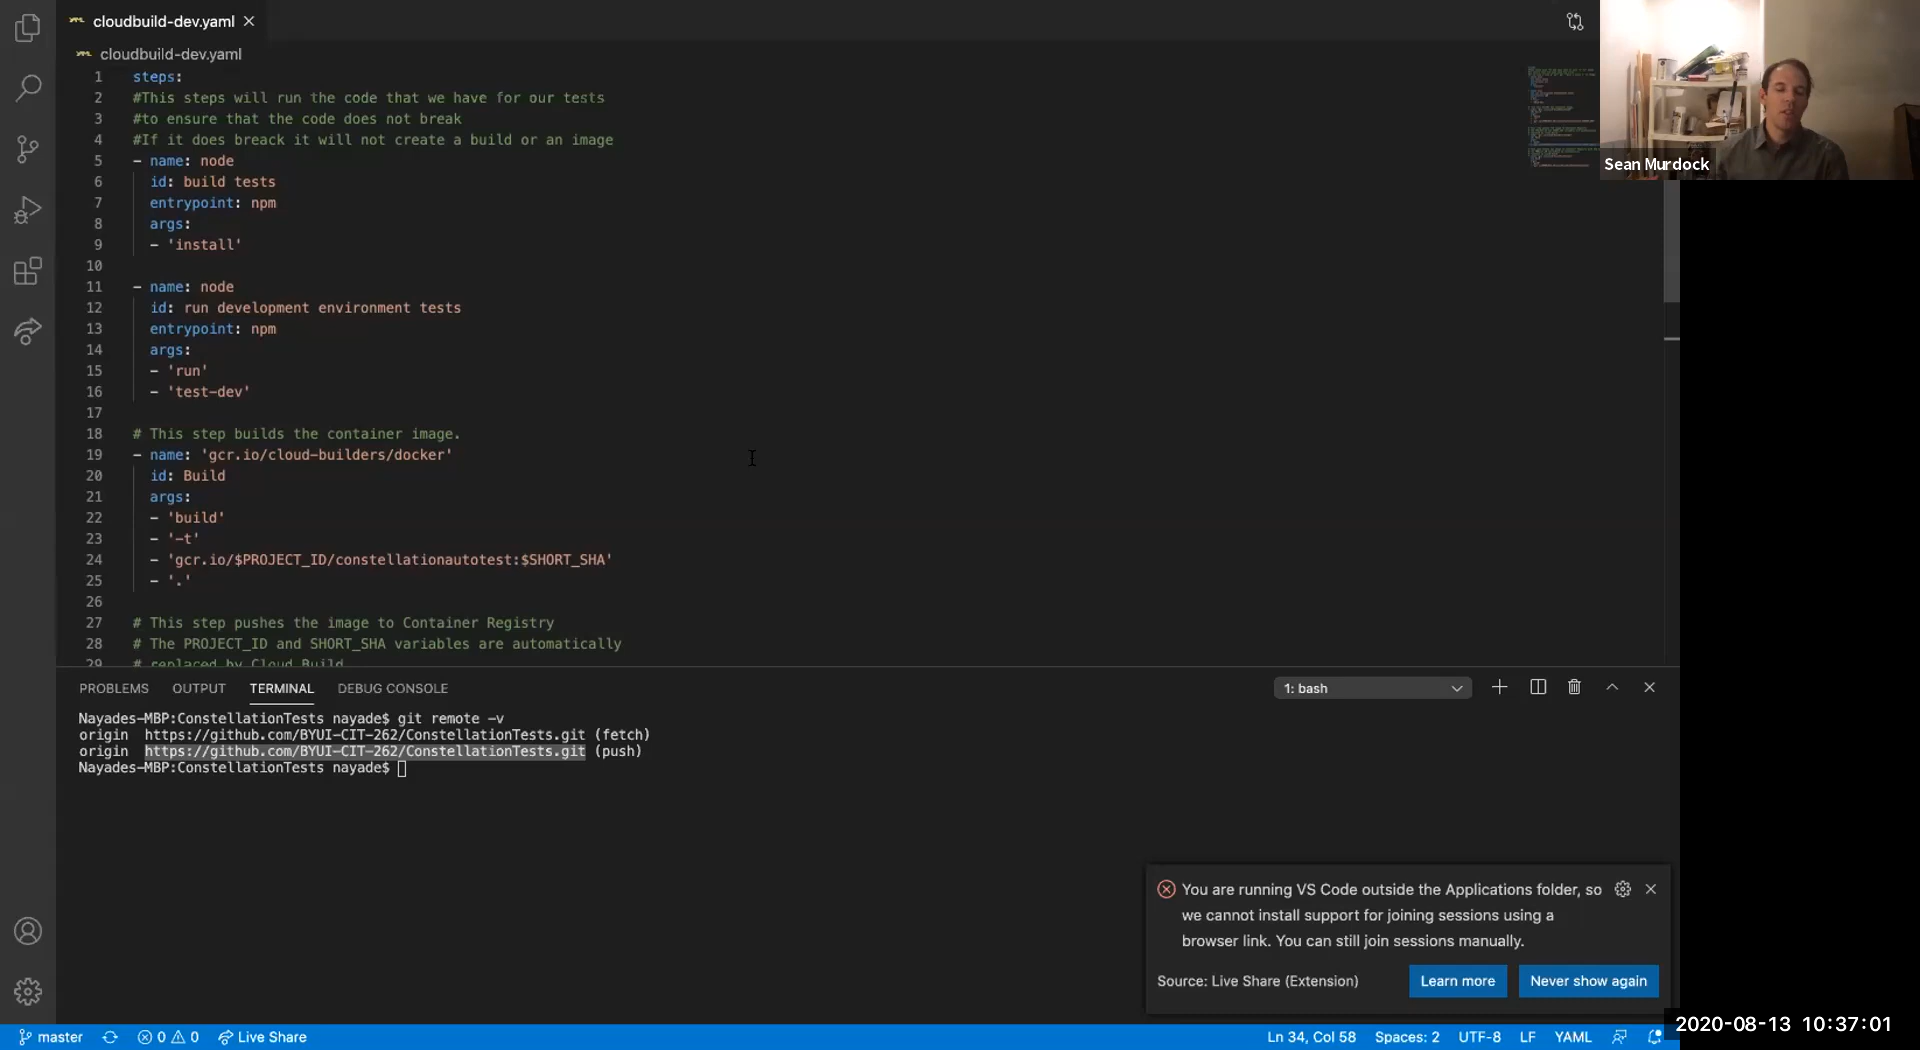 cloudbuild-dev.yaml
cloudbuild-dev.yaml
1 steps:
2 #This steps will run the code that we have for our tests
3 #to ensure that the code does not break
4 #If it does breack it will not create a build or an image
5 - name: node
6 id: build tests
7 entrypoint: npm
8 args:
9 - 'install'
10
11 - name: node
12 id: run development environment tests
13 entrypoint: npm
14 args:
15 - 'run'
16 - 'test-dev'
17
18 # This step builds the container image.
19 - name: 'gcr.io/cloud-builders/docker'
20 id: Build
21 args:
22 - 'build'
23 - '-t'
24 - 'gcr.io/$PROJECT_ID/constellationautotest:$SHORT_SHA'
25 - '.'
26
27 # This step pushes the image to Container Registry
28 # The PROJECT_ID and SHORT_SHA variables are automatically
29 # replaced by Cloud Build
Sean Murdock
PROBLEMS OUTPUT TERMINAL DEBUG CONSOLE 1: bash
Nayades-MBP:ConstellationTests nayade$ git remote -v
origin https://github.com/BYUI-CIT-262/ConstellationTests.git (fetch)
origin https://github.com/BYUI-CIT-262/ConstellationTests.git (push)
Nayades-MBP:ConstellationTests nayade$
You are running VS Code outside the Applications folder, so
we cannot install support for joining sessions using a
browser link. You can still join sessions manually.
Source: Live Share (Extension) Learn more Never show again
master 0 0 Live Share Ln 34, Col 58 Spaces: 2 UTF-8 LF YAML
2020-08-13 10:37:01